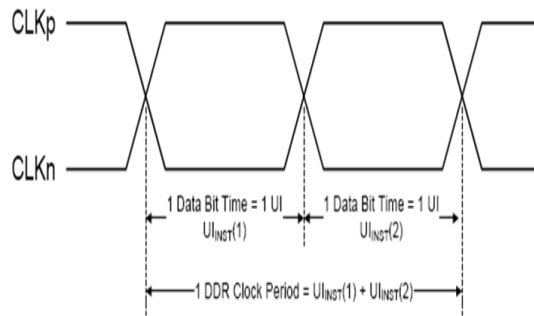 CLKp
CLKn
1 Data Bit Time = 1 UI
UIINST(1)
1 Data Bit Time = 1 UI
UIINST(2)
1 DDR Clock Period = UIINST(1) + UIINST(2)